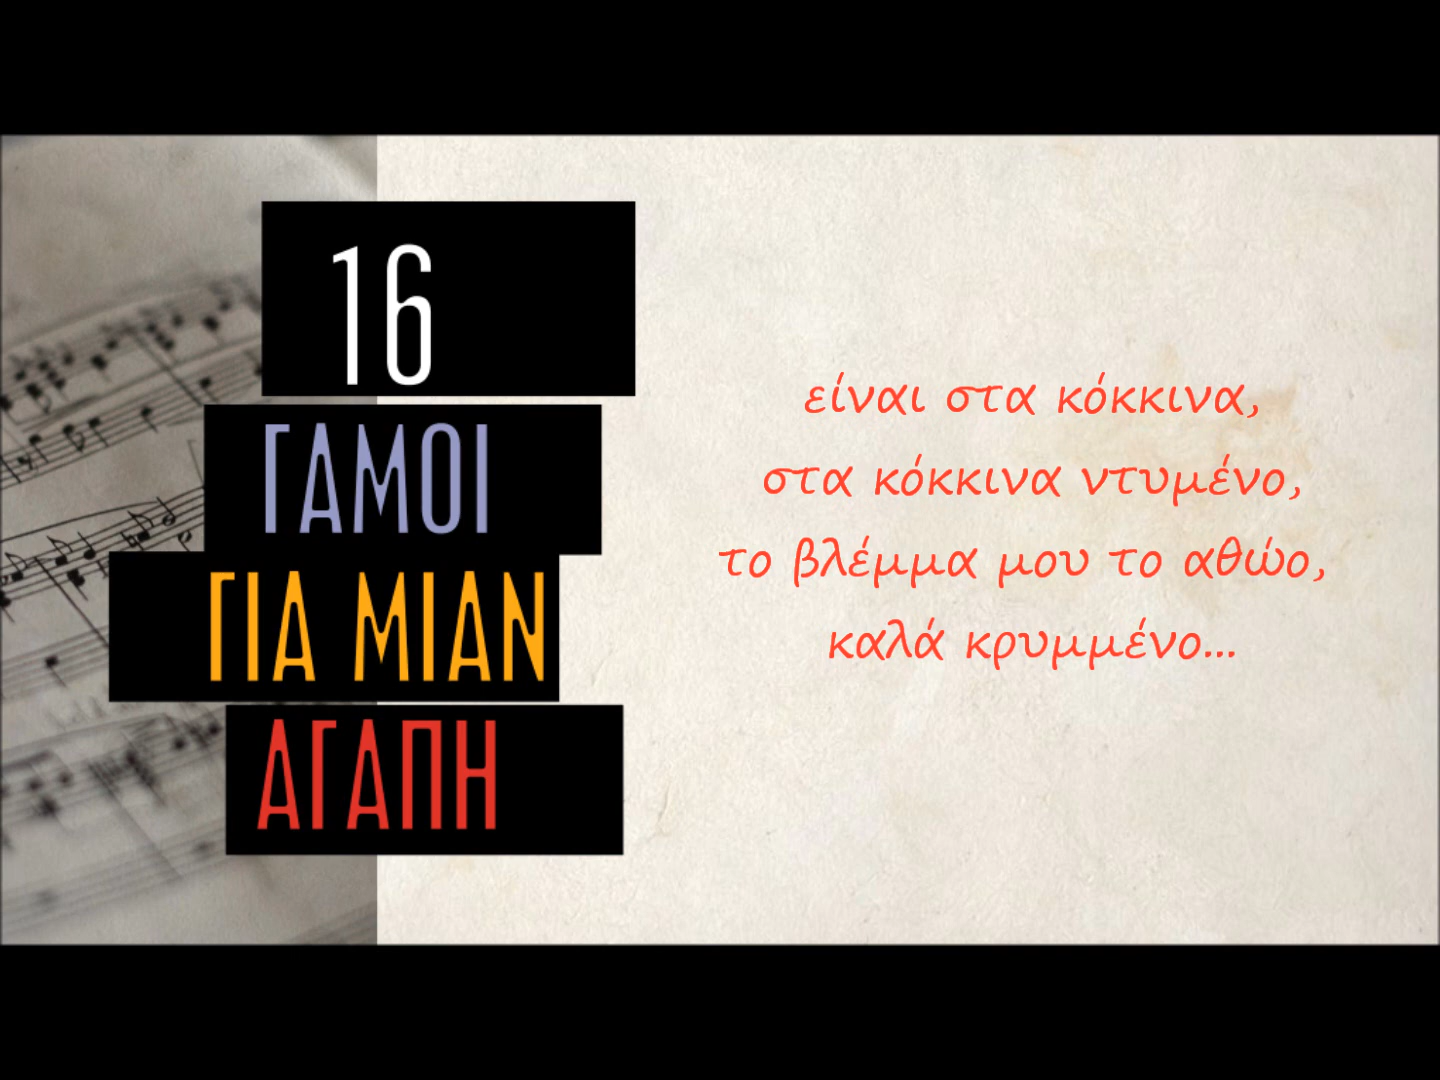 16
ΓΑΜΟΙ
ΓΙΑ ΜΙΑΝ
ΑΓΑΠΗ
είναι στα κόκκινα,
στα κόκκινα ντυμένο,
το βλέμμα μου το αθώο,
καλά κρυμμένο...